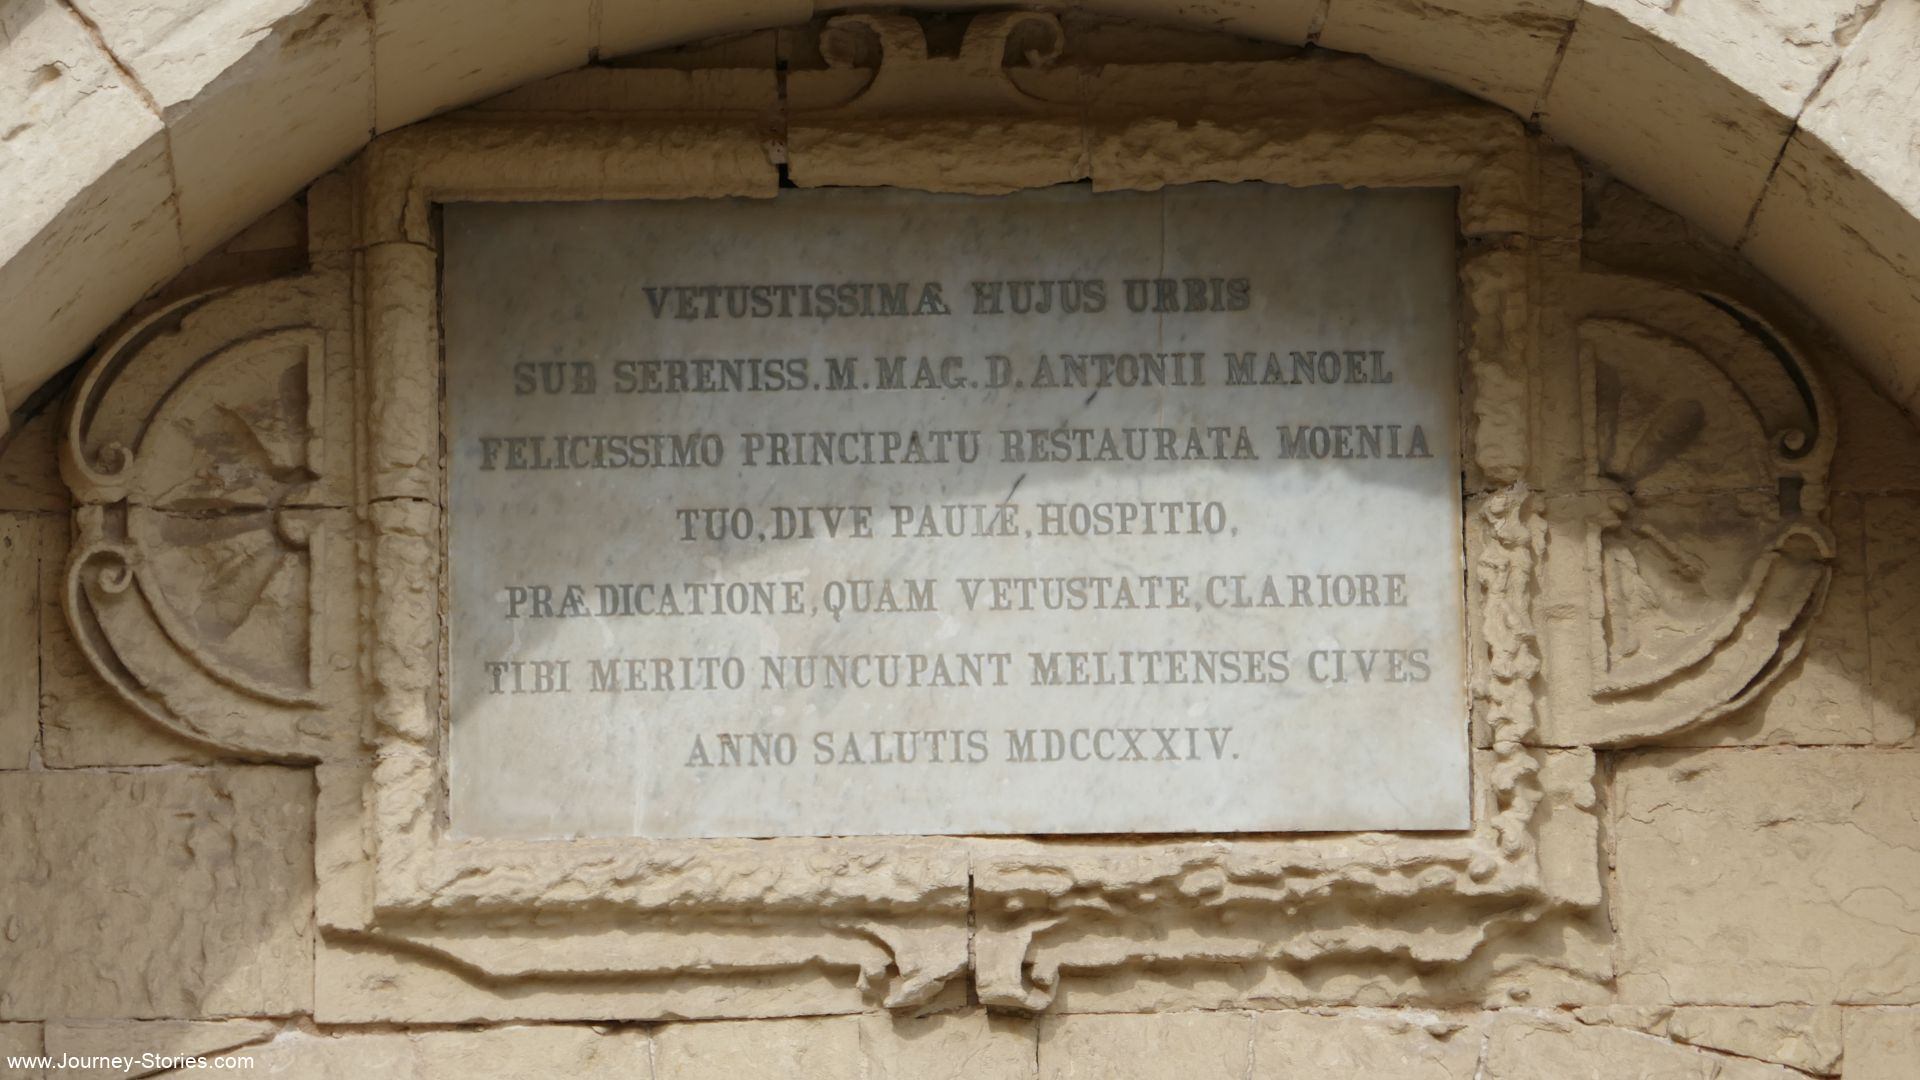 VETUSTISSIMÆ HUJUS URBIS
SUB SERENISS. M. MAG. D. ANTONII MANOEL
FELICISSIMO PRINCIPATU RESTAURATA MOENIA
TUO, DIVE PAULE, HOSPITIO,
PRÆDICATIONE, QUAM VETUSTATE, CLARIORE
TIBI MERITO NUNCUPANT MELITENSES CIVES
ANNO SALUTIS MDCCXXIV.
www.Journey-Stories.com